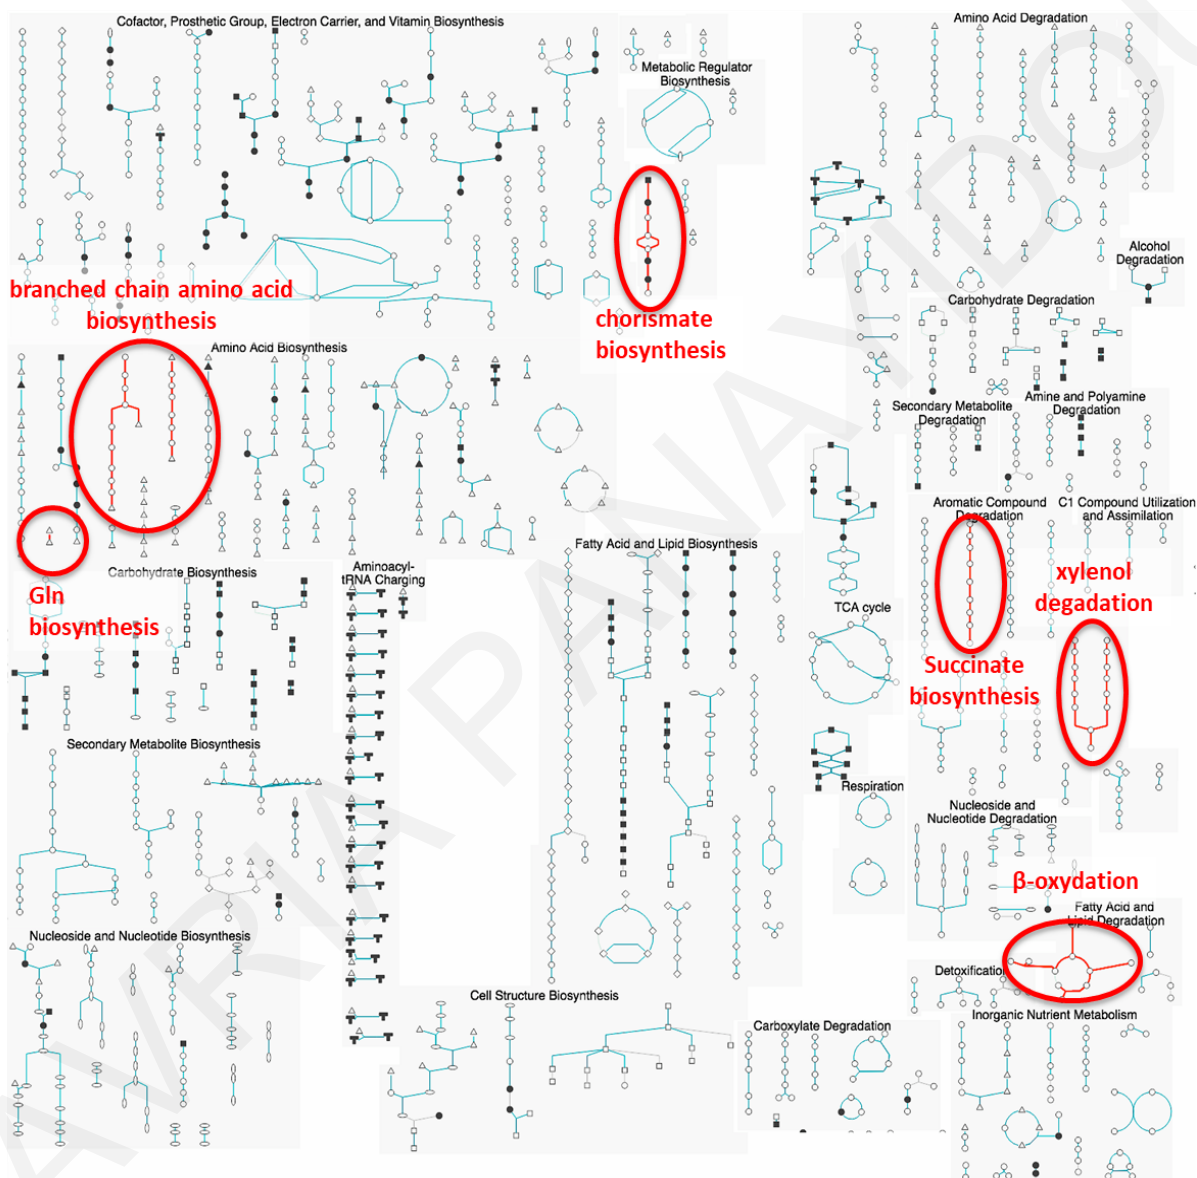 Cofactor, Prosthetic Group, Electron Carrier, and Vitamin Biosynthesis
Amino Acid Degradation
Metabolic Regulator
Biosynthesis
Alcohol
Degradation
branched chain amino acid
biosynthesis
chorismate
biosynthesis
Carbohydrate Degradation
Amino Acid Biosynthesis
Secondary Metabolite
Degradation
Amine and Polyamine
Degradation
Aromatic Compound
Degradation
C1 Compound Utilization
and Assimilation
Fatty Acid and Lipid Biosynthesis
Carbohydrate Biosynthesis
Aminoacyl-
tRNA Charging
xylenol
degadation
Gln
biosynthesis
TCA cycle
Succinate
biosynthesis
Secondary Metabolite Biosynthesis
Respiration
Nucleoside and
Nucleotide Degradation
β-oxydation
Fatty Acid and
Lipid Degradation
Nucleoside and Nucleotide Biosynthesis
Detoxification
Cell Structure Biosynthesis
Carboxylate Degradation
Inorganic Nutrient Metabolism